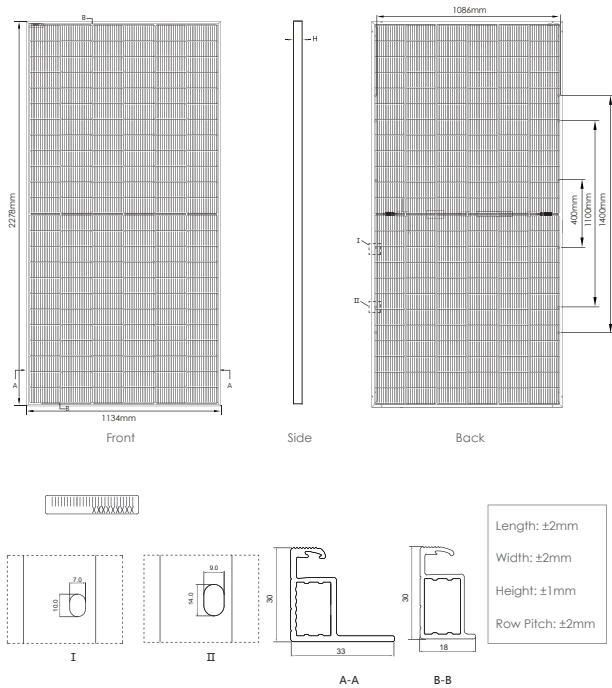 B
1086mm
H
2278mm
400mm
1100mm
1400mm
I
II
A
A
B
1134mm
Front
Side
Back
Length: ±2mm
Width: ±2mm
Height: ±1mm
Row Pitch: ±2mm
7.0
10.0
I
9.0
14.0
II
30
33
A-A
30
18
B-B